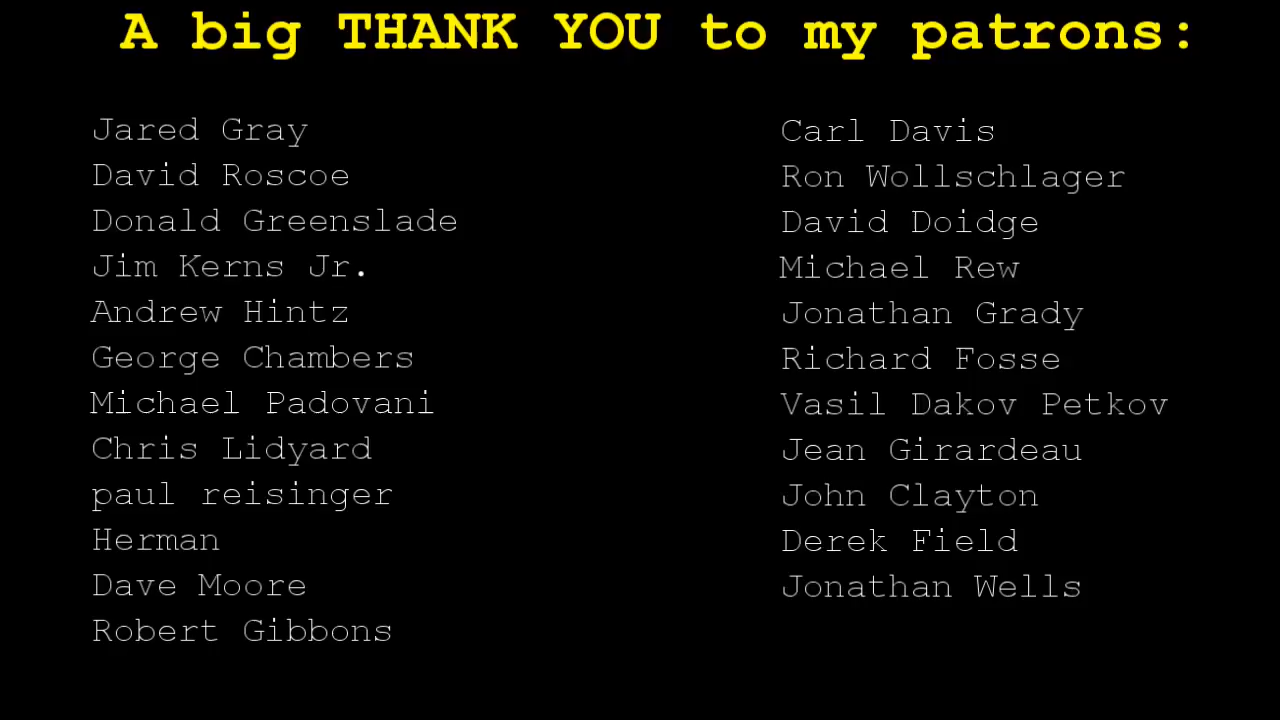 A big THANK YOU to my patrons:
Jared Gray
David Roscoe
Donald Greenslade
Jim Kerns Jr.
Andrew Hintz
George Chambers
Michael Padovani
Chris Lidyard
paul reisinger
Herman
Dave Moore
Robert Gibbons
Carl Davis
Ron Wollschlager
David Doidge
Michael Rew
Jonathan Grady
Richard Fosse
Vasil Dakov Petkov
Jean Girardeau
John Clayton
Derek Field
Jonathan Wells